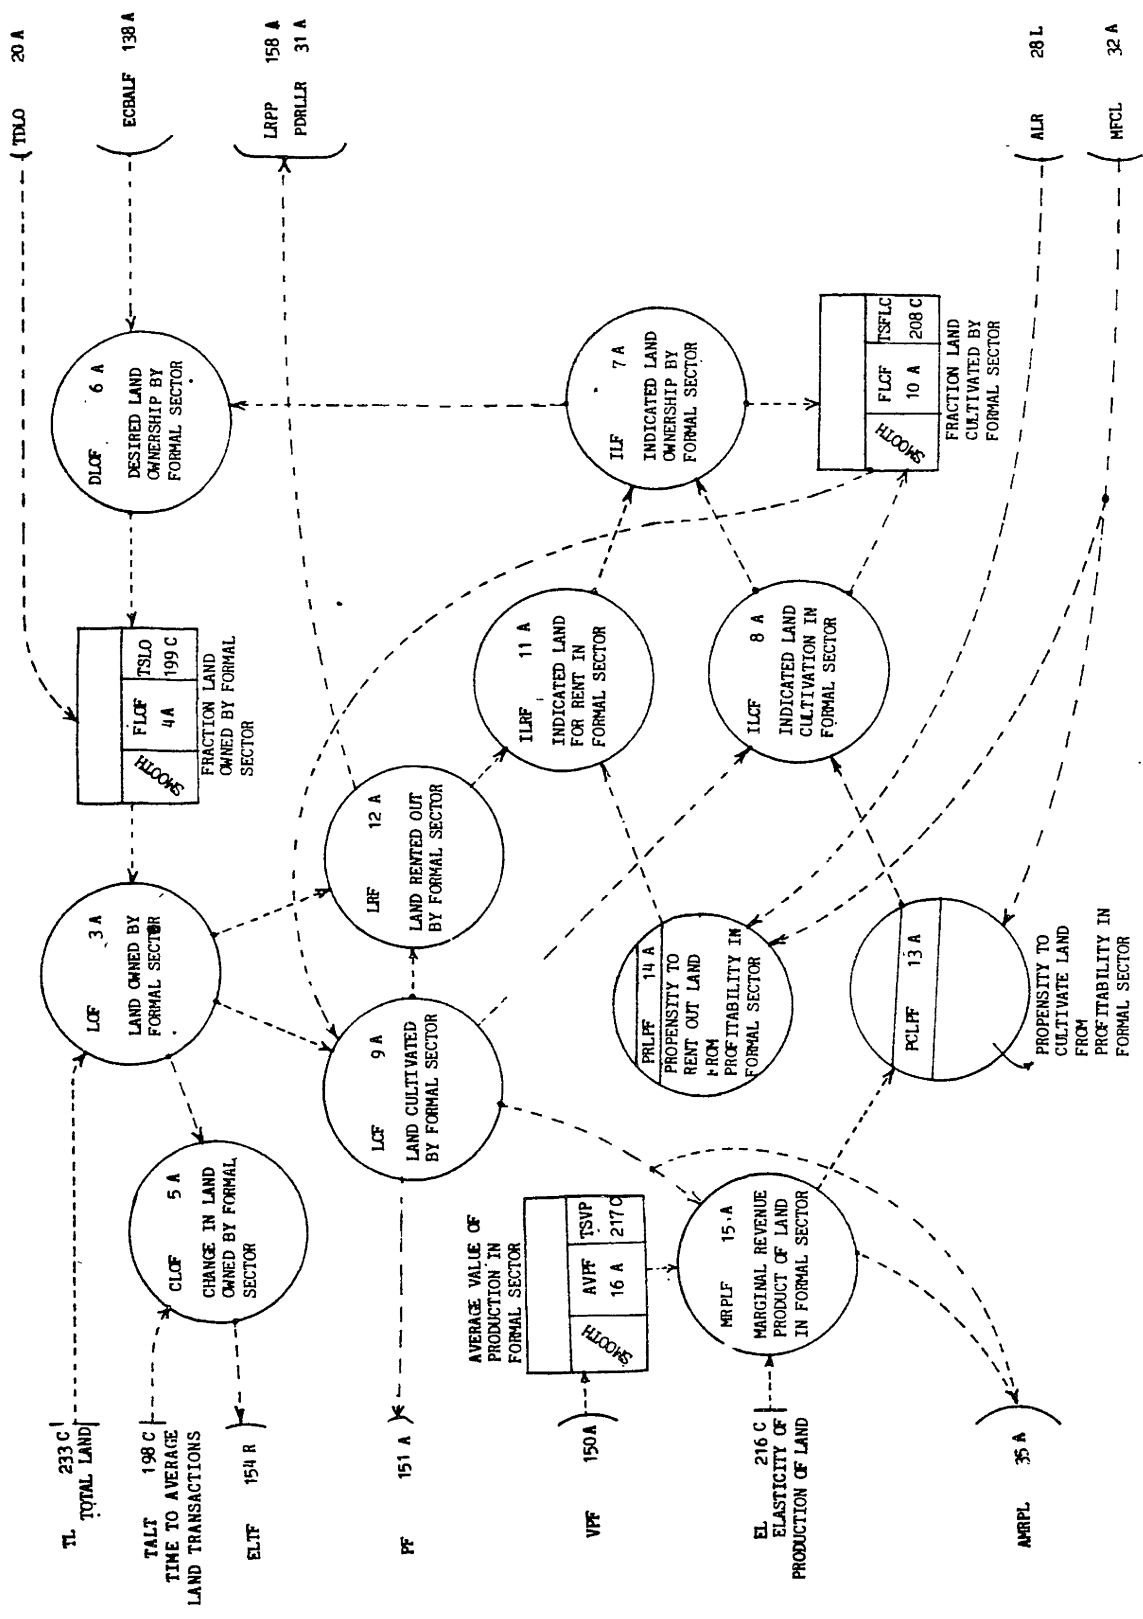 TDLO 20 A
ECBALF 138 A
LRPP 158 A
PDRLLR 31 A
ALR 28 L
MFCL 32 A
DLOF 6 A
DESIRED LAND
OWNERSHIP BY
FORMAL SECTOR
ILF 7 A
INDICATED LAND
OWNERSHIP BY
FORMAL SECTOR
SMOOTH FLCF 10 A TSFLC 208 C
FRACTION LAND
CULTIVATED BY
FORMAL SECTOR
SMOOTH FLOF 4A TSLO 199 C
FRACTION LAND
OWNED BY FORMAL
SECTOR
ILRF 11 A
INDICATED LAND
FOR RENT IN
FORMAL SECTOR
ILCF 8 A
INDICATED LAND
CULTIVATION IN
FORMAL SECTOR
LOF 3 A
LAND OWNED BY
FORMAL SECTOR
LRF 12 A
LAND RENTED OUT
BY FORMAL SECTOR
PRLPF 14 A
PROPENSITY TO
RENT OUT LAND
FROM
PROFITABILITY IN
FORMAL SECTOR
PCLPF 13 A
PROPENSITY TO
CULTIVATE LAND
FROM
PROFITABILITY IN
FORMAL SECTOR
CLOF 5 A
CHANGE IN LAND
OWNED BY FORMAL
SECTOR
LCF 9 A
LAND CULTIVATED
BY FORMAL SECTOR
AVERAGE VALUE OF
PRODUCTION IN
FORMAL SECTOR
SMOOTH AVPF 16 A TSVP 217C
MRPLF 15 A
MARGINAL REVENUE
PRODUCT OF LAND
IN FORMAL SECTOR
TL 233 C
TOTAL LAND
TALT 198 C
TIME TO AVERAGE
LAND TRANSACTIONS
ELTF 154 R
PF 151 A
VPF 150A
EL 216 C
ELASTICITY OF
PRODUCTION OF LAND
AMRPL 35 A